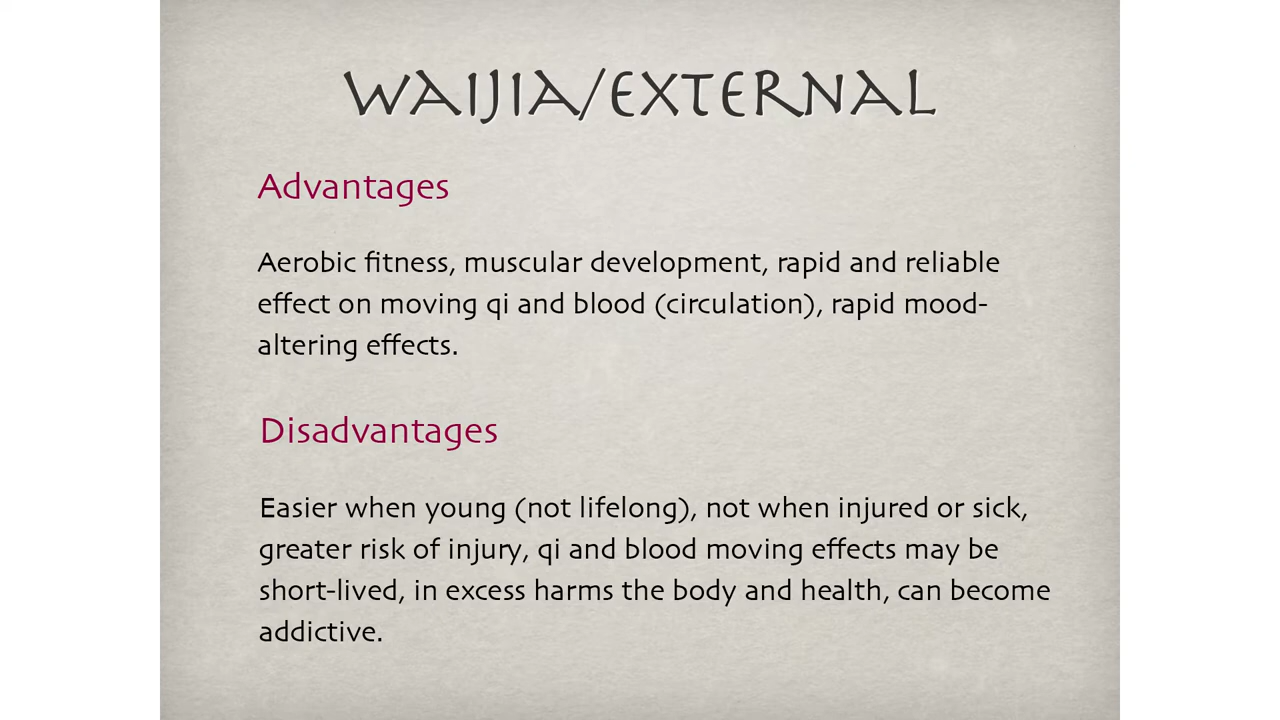 WAIJIA/EXTERNAL
Advantages
Aerobic fitness, muscular development, rapid and reliable
effect on moving qi and blood (circulation), rapid mood-
altering effects.
Disadvantages
Easier when young (not lifelong), not when injured or sick,
greater risk of injury, qi and blood moving effects may be
short-lived, in excess harms the body and health, can become
addictive.